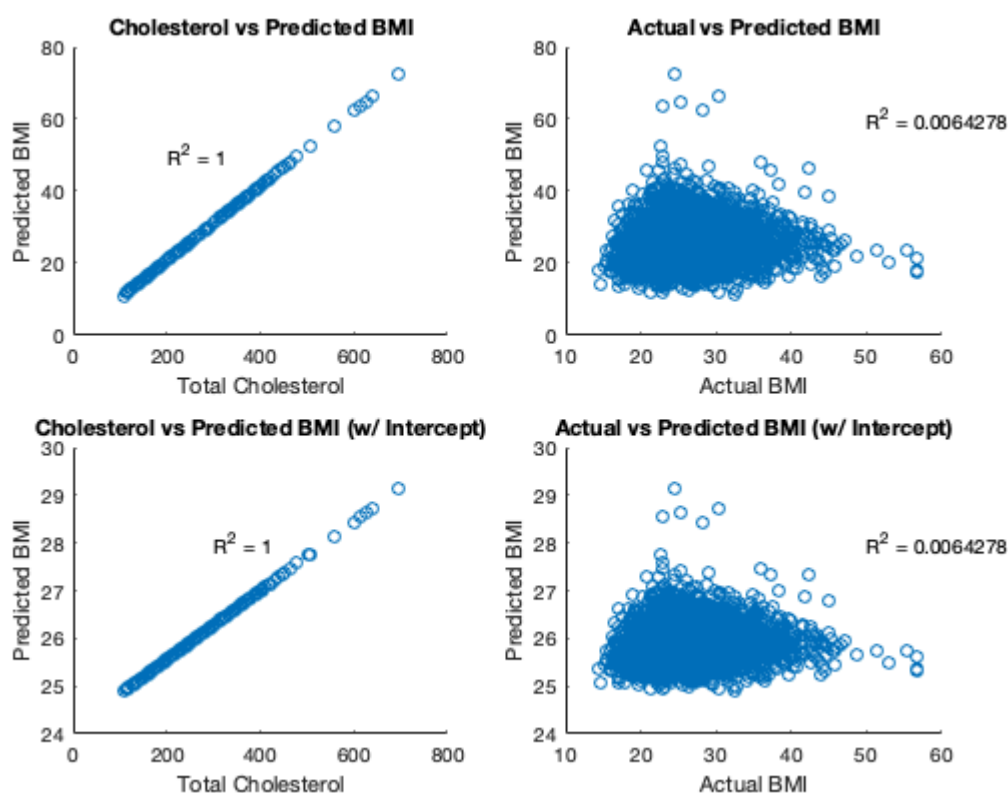 Cholesterol vs Predicted BMI
80
60
40
20
0
Predicted BMI
R² = 1
0 200 400 600 800
Total Cholesterol
Actual vs Predicted BMI
80
60
40
20
0
Predicted BMI
R² = 0.0064278
10 20 30 40 50 60
Actual BMI
Cholesterol vs Predicted BMI (w/ Intercept)
30
29
28
27
26
25
24
Predicted BMI
R² = 1
0 200 400 600 800
Total Cholesterol
Actual vs Predicted BMI (w/ Intercept)
30
29
28
27
26
25
24
Predicted BMI
R² = 0.0064278
10 20 30 40 50 60
Actual BMI